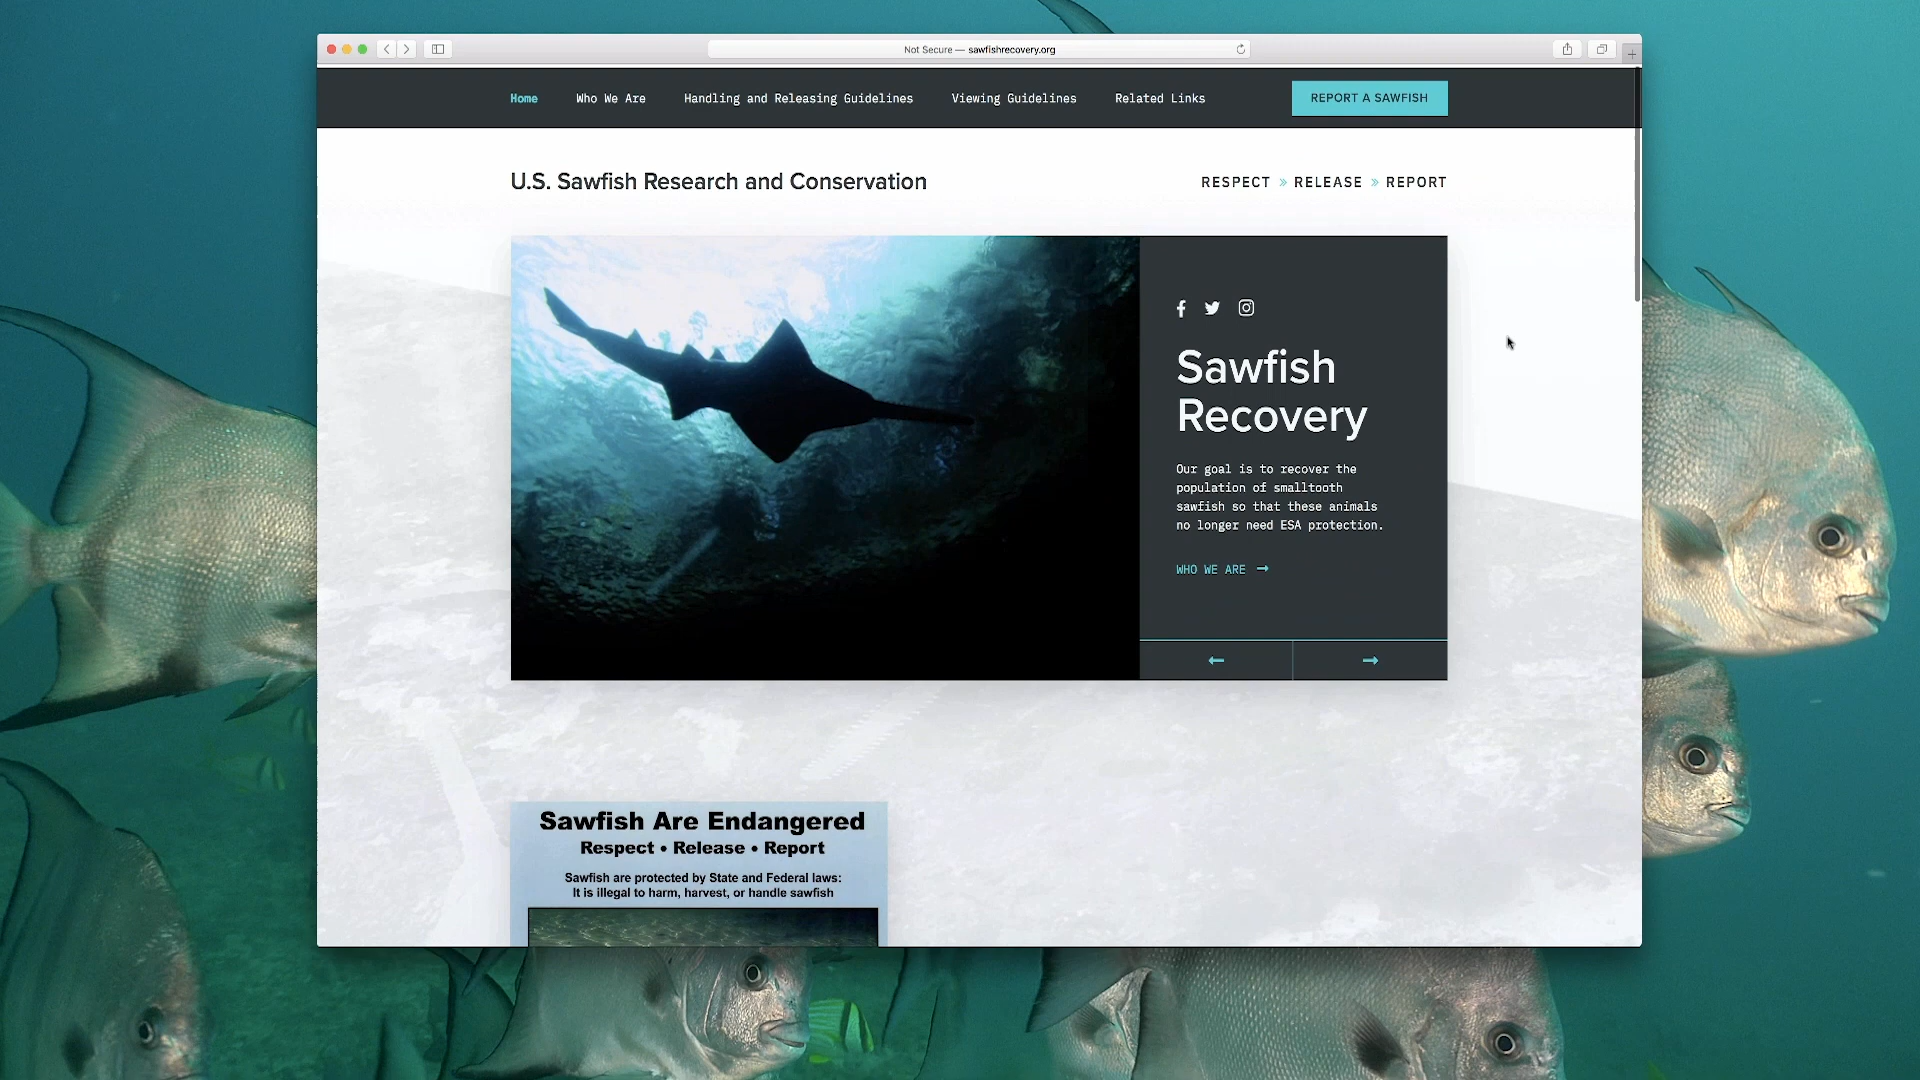 Not Secure — sawfishrecovery.org
Home Who We Are Handling and Releasing Guidelines Viewing Guidelines Related Links REPORT A SAWFISH
U.S. Sawfish Research and Conservation
RESPECT » RELEASE » REPORT
Sawfish
Recovery
Our goal is to recover the
population of smalltooth
sawfish so that these animals
no longer need ESA protection.
WHO WE ARE →
Sawfish Are Endangered
Respect • Release • Report
Sawfish are protected by State and Federal laws:
It is illegal to harm, harvest, or handle sawfish